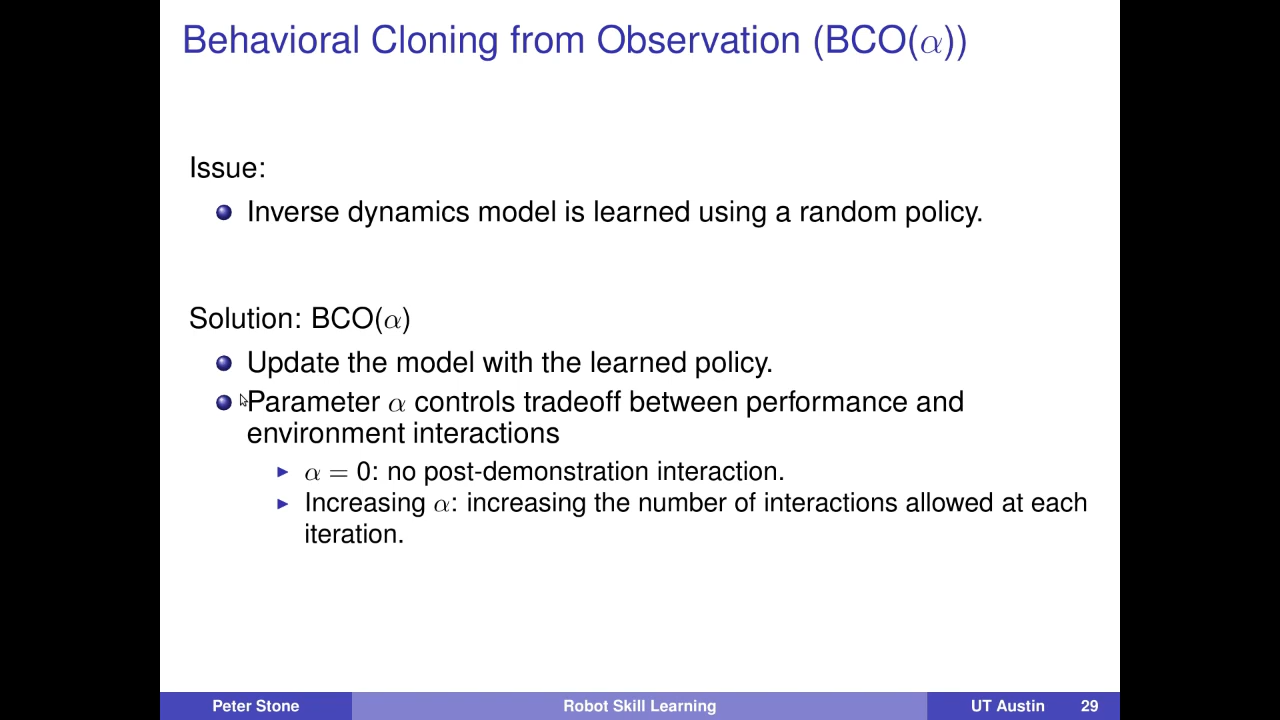 Behavioral Cloning from Observation (BCO(α))
Issue:
Inverse dynamics model is learned using a random policy.
Solution: BCO(α)
Update the model with the learned policy.
Parameter α controls tradeoff between performance and
environment interactions
α = 0: no post-demonstration interaction.
Increasing α: increasing the number of interactions allowed at each
iteration.
Peter Stone Robot Skill Learning UT Austin 29